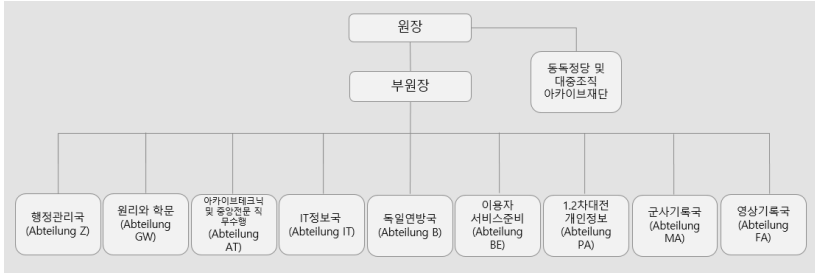 원장
동독정당 및
대중조직
아카이브재단
부원장
행정관리국
(Abteilung Z)
원리와 학문
(Abteilung
GW)
아카이브테크닉
및 중앙전문 직
무수행
(Abteilung
AT)
IT정보국
(Abteilung IT)
독일연방국
(Abteilung B)
이용자
서비스준비
(Abteilung
BE)
1.2차대전
개인정보
(Abteilung
PA)
군사기록국
(Abteilung
MA)
영상기록국
(Abteilung
FA)